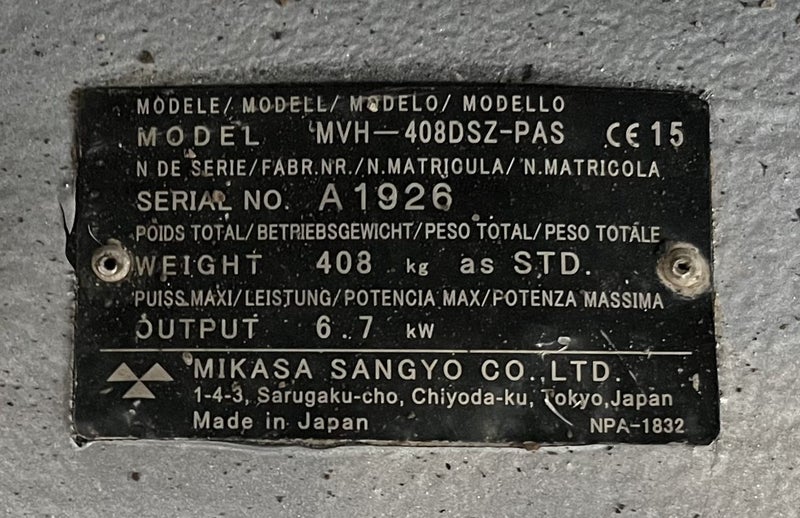 MODELE/ MODELL/ MODELO/ MODELLO
MODEL MVH-408DSZ-PAS CE 15
N DE SERIE/FABR.NR./N.MATRICULA/N.MATRICOLA
SERIAL NO. A1926
POIDS TOTAL/BETRIEBSGEWICHT/PESO TOTAL/PESO TOTALE
WEIGHT 408 kg as STD.
PUISS.MAXI/LEISTUNG/POTENCIA MAX/POTENZA MASSIMA
OUTPUT 6.7 kW
MIKASA SANGYO CO.,LTD.
1-4-3, Sarugaku-cho, Chiyoda-ku, Tokyo,Japan
Made in Japan NPA-1832